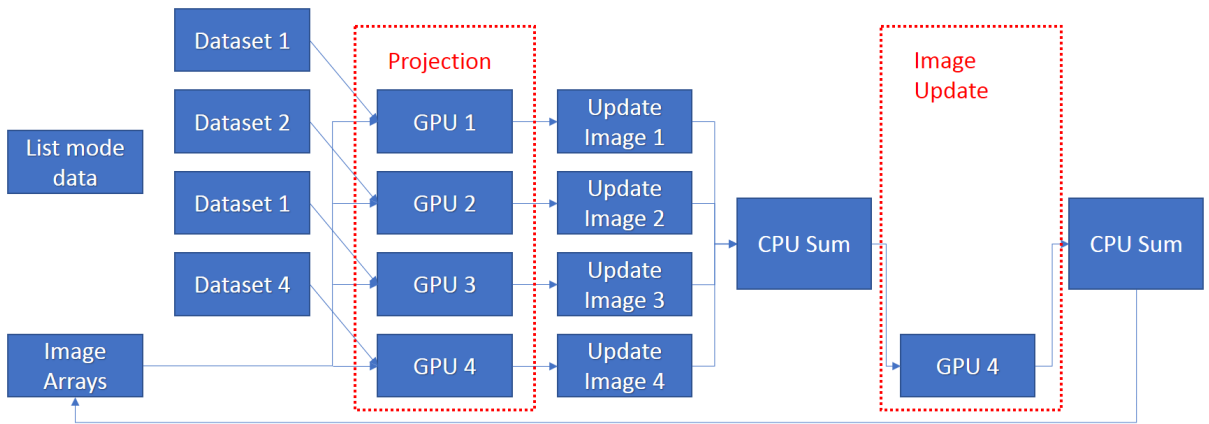 Dataset 1
Projection
Image
Update
GPU 1
Update
Image 1
Dataset 2
List mode
data
GPU 2
Update
Image 2
Dataset 1
CPU Sum
CPU Sum
GPU 3
Update
Image 3
Dataset 4
Image
Arrays
GPU 4
Update
Image 4
GPU 4